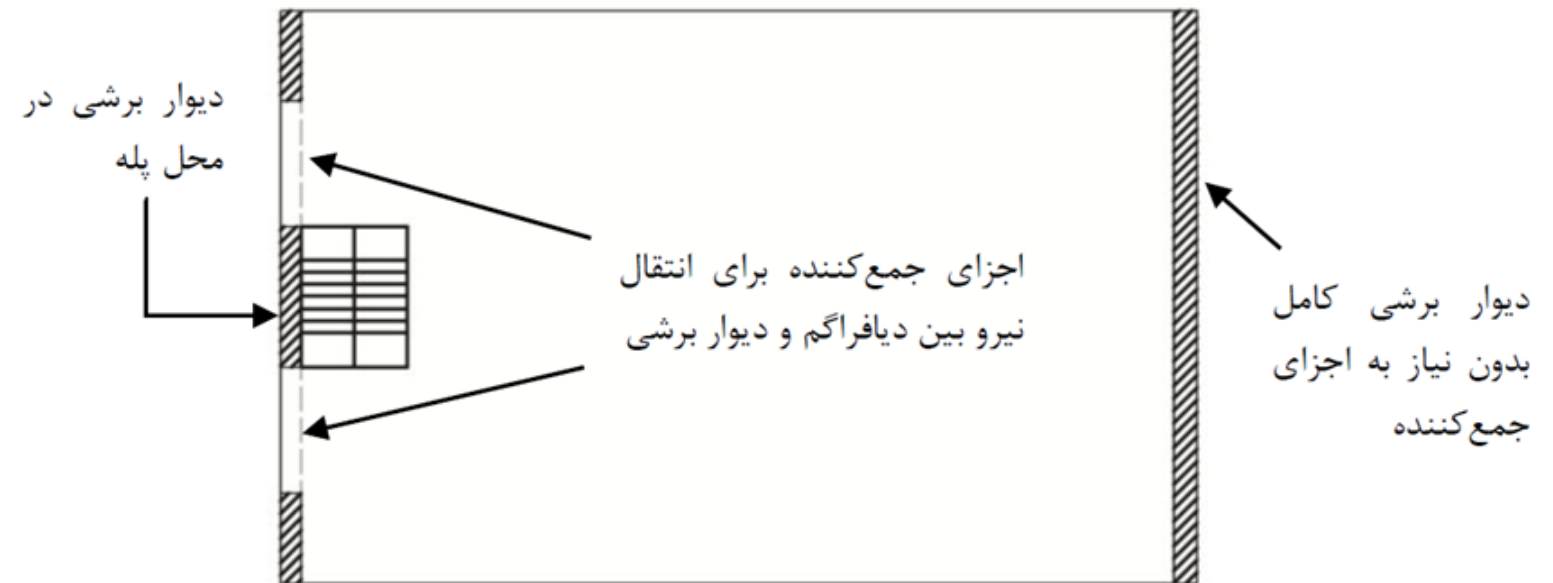 دیوار برشی در
محل پله
اجزای جمع‌کننده برای انتقال
نیرو بین دیافراگم و دیوار برشی
دیوار برشی کامل
بدون نیاز به اجزای
جمع‌کننده